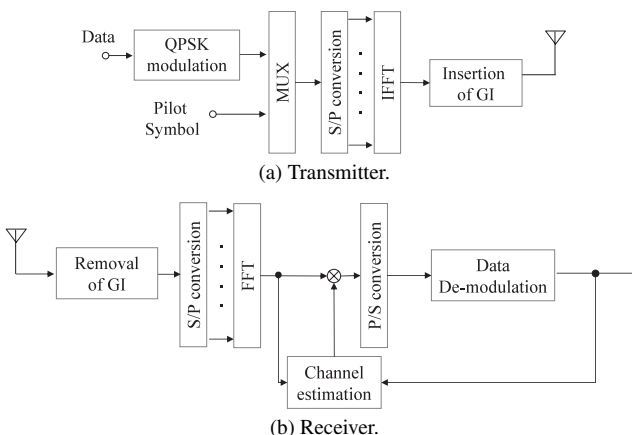 Data
QPSK
modulation
Pilot
Symbol
MUX
S/P conversion
IFFT
Insertion
of GI
(a) Transmitter.
Removal
of GI
S/P conversion
FFT
P/S conversion
Data
De-modulation
Channel
estimation
(b) Receiver.